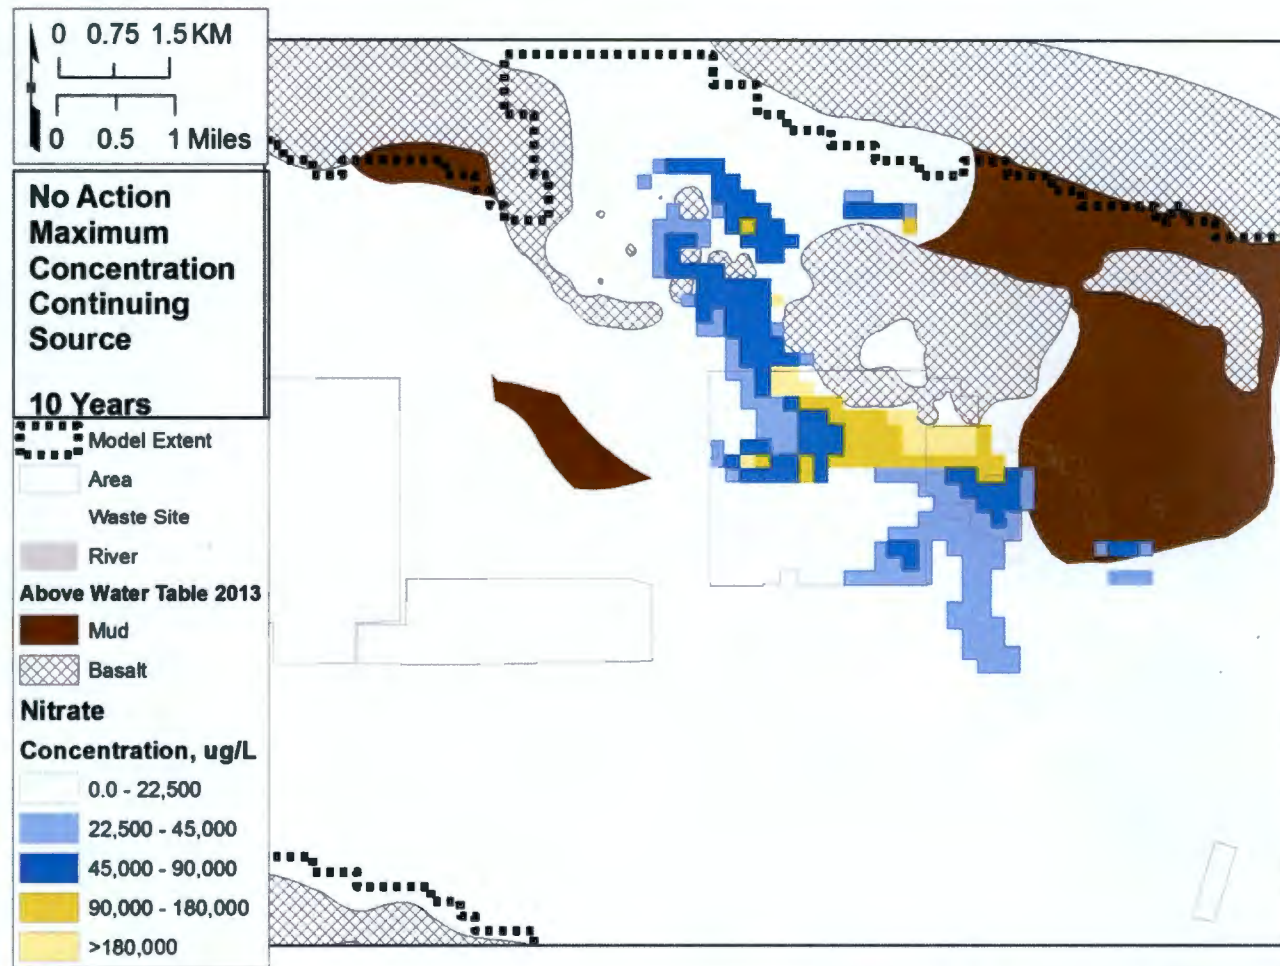 0 0.75 1.5 KM
0 0.5 1 Miles
No Action
Maximum
Concentration
Continuing
Source
10 Years
Model Extent
Area
Waste Site
River
Above Water Table 2013
Mud
Basalt
Nitrate
Concentration, ug/L
0.0 - 22,500
22,500 - 45,000
45,000 - 90,000
90,000 - 180,000
>180,000